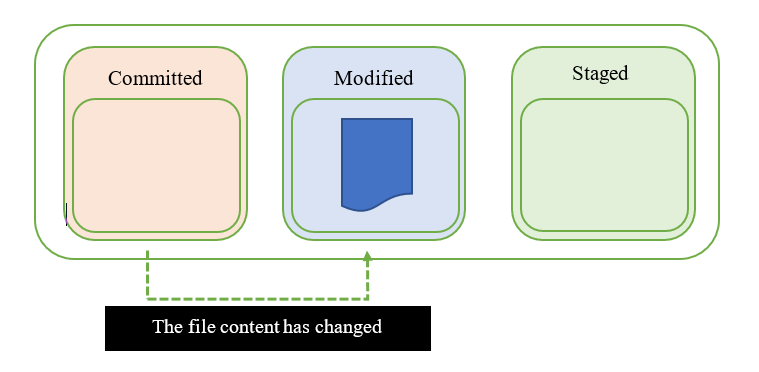 Committed
Modified
Staged
The file content has changed